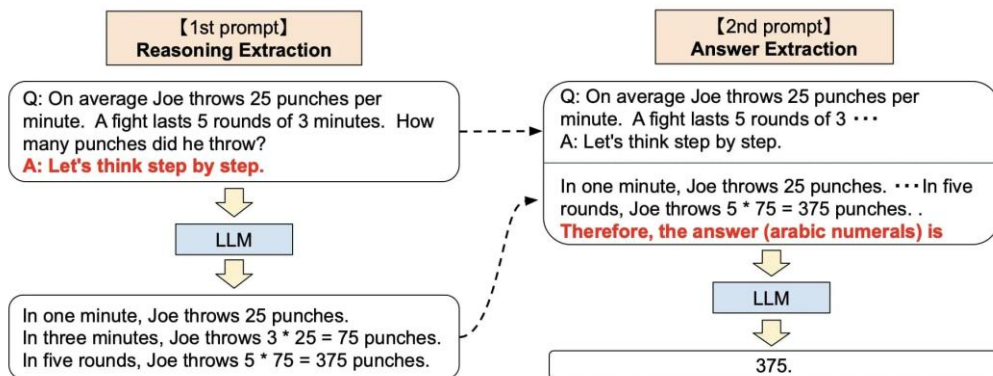 【1st prompt】
Reasoning Extraction
Q: On average Joe throws 25 punches per
minute. A fight lasts 5 rounds of 3 minutes. How
many punches did he throw?
A: Let's think step by step.
LLM
In one minute, Joe throws 25 punches.
In three minutes, Joe throws 3 * 25 = 75 punches.
In five rounds, Joe throws 5 * 75 = 375 punches.
【2nd prompt】
Answer Extraction
Q: On average Joe throws 25 punches per
minute. A fight lasts 5 rounds of 3 ･･･
A: Let's think step by step.
In one minute, Joe throws 25 punches. ･･･In five
rounds, Joe throws 5 * 75 = 375 punches. .
Therefore, the answer (arabic numerals) is
LLM
375.